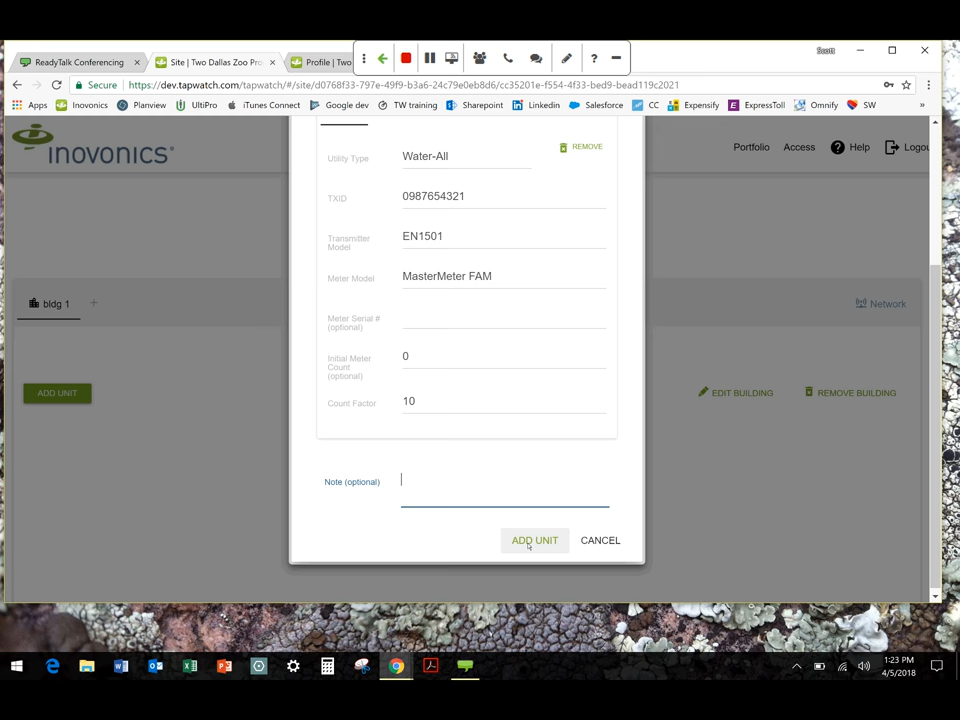 Scott
ReadyTalk Conferencing
Site | Two Dallas Zoo Pro
Profile | Two
?
Secure
https://dev.tapwatch.com/tapwatch/#/site/d0768f33-797e-49f9-b3a6-24c79e0eb8d6/cc35201e-f554-4f33-bed9-bead119c2021
Apps
Inovonics
Planview
UltiPro
iTunes Connect
Google dev
TW training
Sharepoint
Linkedin
Salesforce
CC
Expensify
ExpressToll
Omnify
SW
»
INOVONICS
Portfolio
Access
Help
Logou
Utility Type
Water-All
REMOVE
TXID
0987654321
Transmitter
Model
EN1501
Meter Model
MasterMeter FAM
bldg 1
+
Network
Meter Serial #
(optional)
Initial Meter
Count
(optional)
0
ADD UNIT
EDIT BUILDING
REMOVE BUILDING
Count Factor
10
Note (optional)
ADD UNIT
CANCEL
1:23 PM
4/5/2018